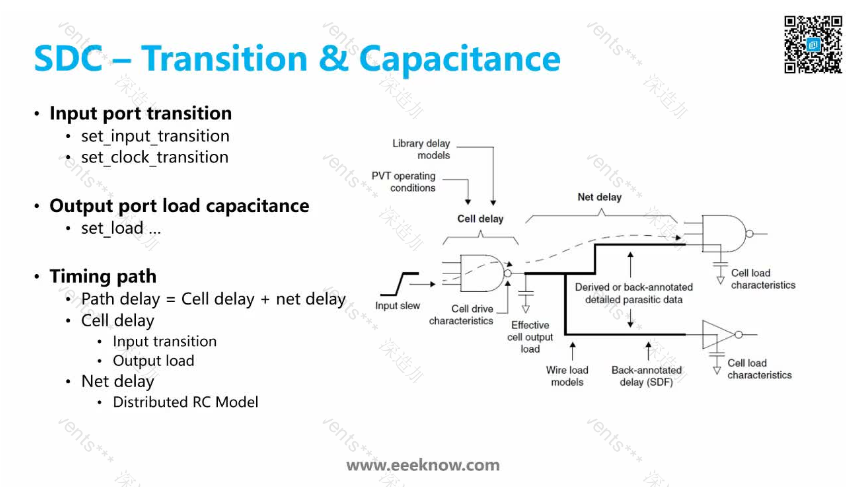 SDC – Transition & Capacitance
• Input port transition
• set_input_transition
• set_clock_transition
• Output port load capacitance
• set_load ...
• Timing path
• Path delay = Cell delay + net delay
• Cell delay
• Input transition
• Output load
• Net delay
• Distributed RC Model
Library delay
models
PVT operating
conditions
Cell delay
Net delay
Input slew
Cell drive
characteristics
Effective
cell output
load
Derived or back-annotated
detailed parasitic data
Wire load
models
Back-annotated
delay (SDF)
Cell load
characteristics
Cell load
characteristics
www.eeeknow.com